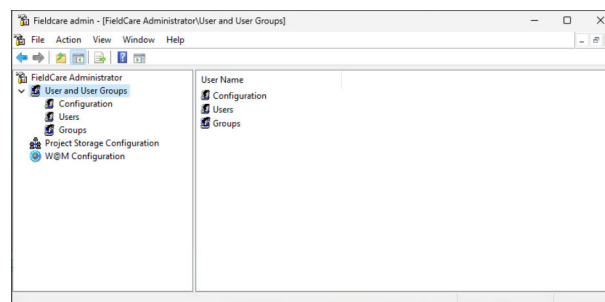 Fieldcare admin - [FieldCare Administrator\User and User Groups]
File Action View Window Help
FieldCare Administrator
User and User Groups
Configuration
Users
Groups
Project Storage Configuration
W@M Configuration
User Name
Configuration
Users
Groups